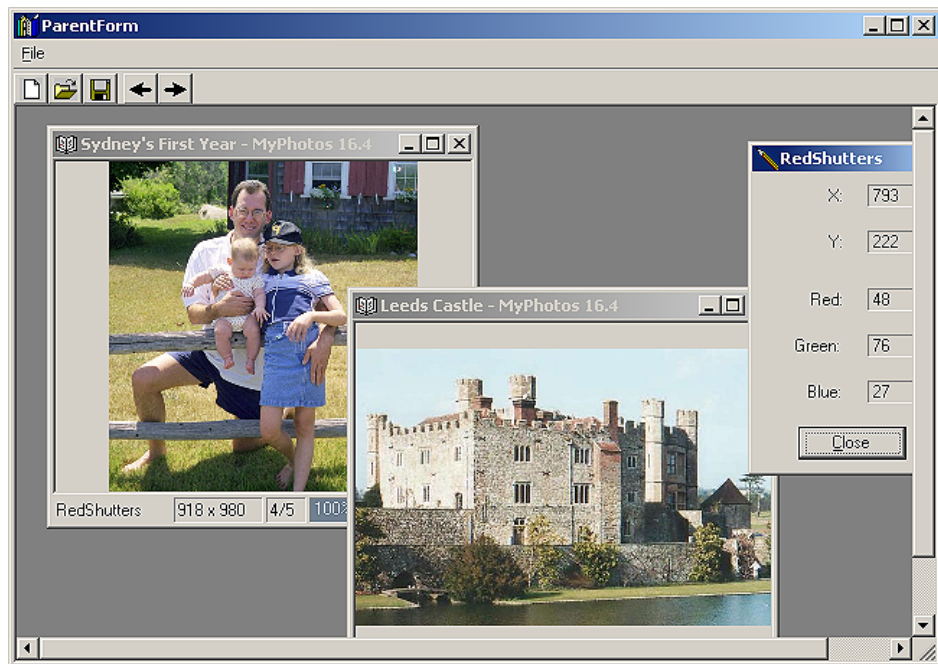 ParentForm
File
Sydney's First Year - MyPhotos 16.4
RedShutters
918 x 980
4/5
100%
Leeds Castle - MyPhotos 16.4
RedShutters
X: 793
Y: 222
Red: 48
Green: 76
Blue: 27
Close